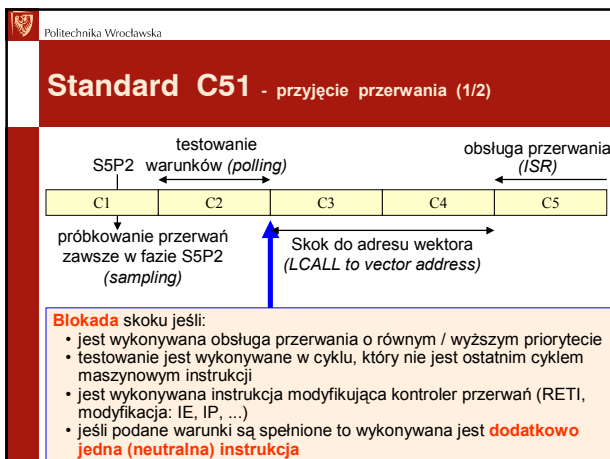 Politechnika Wrocławska
Standard C51 - przyjęcie przerwania (1/2)
testowanie
warunków (polling)
S5P2
obsługa przerwania
(ISR)
C1 C2 C3 C4 C5
próbkowanie przerwań
zawsze w fazie S5P2
(sampling)
Skok do adresu wektora
(LCALL to vector address)
Blokada skoku jeśli:
• jest wykonywana obsługa przerwania o równym / wyższym priorytecie
• testowanie jest wykonywane w cyklu, który nie jest ostatnim cyklem
maszynowym instrukcji
• jest wykonywana instrukcja modyfikująca kontroler przerwań (RETI,
modyfikacja: IE, IP, ...)
• jeśli podane warunki są spełnione to wykonywana jest dodatkowo
jedna (neutralna) instrukcja